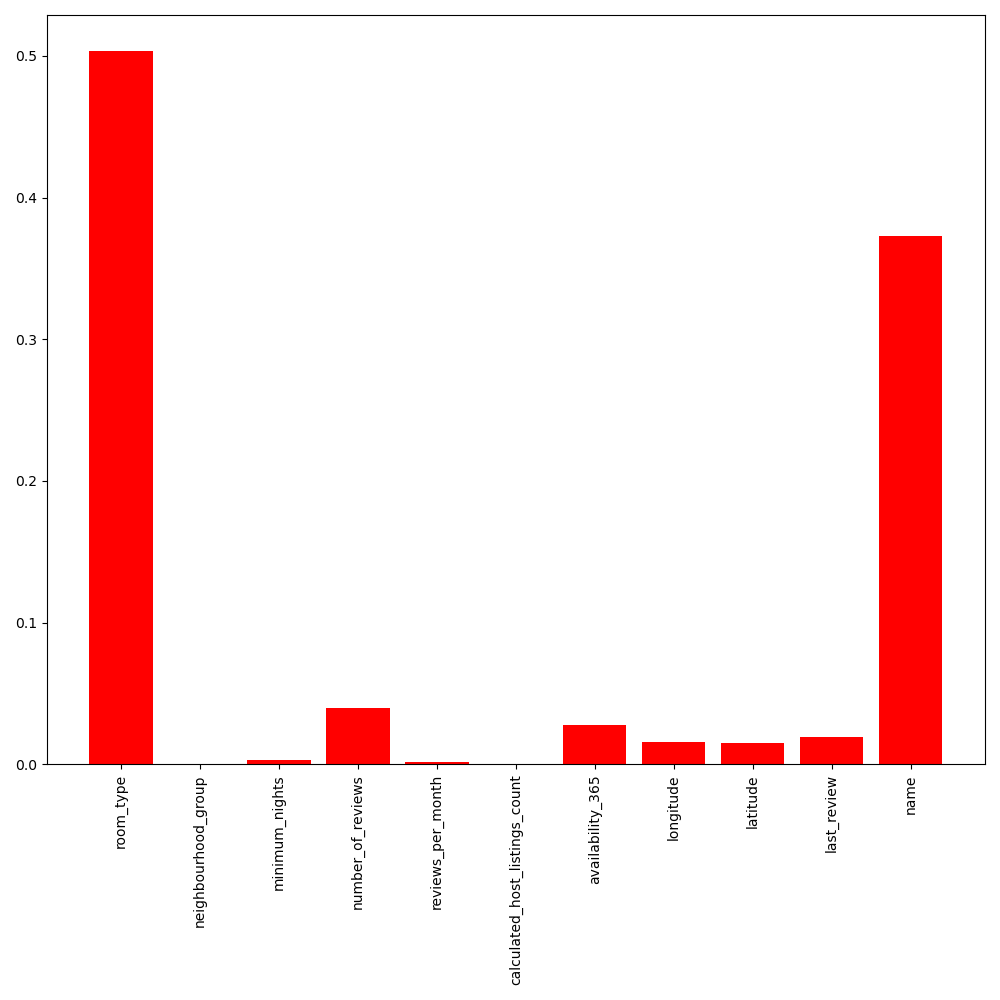 0.5
0.4
0.3
0.2
0.1
0.0
room_type
neighbourhood_group
minimum_nights
number_of_reviews
reviews_per_month
calculated_host_listings_count
availability_365
longitude
latitude
last_review
name